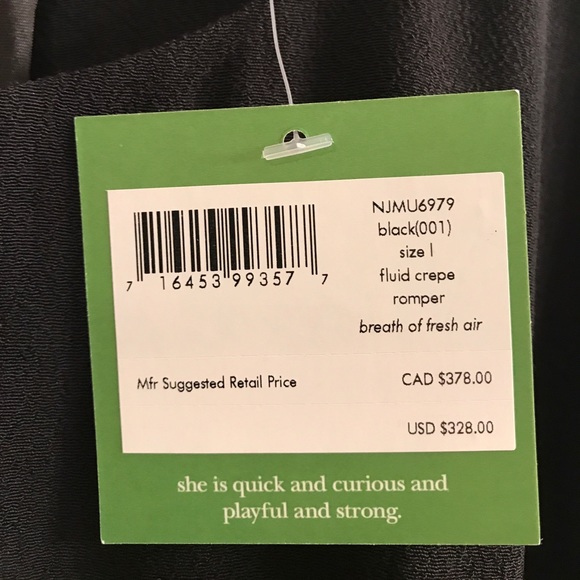 NJMU6979
black(001)
size l
fluid crepe
romper
breath of fresh air
7 16453 99357 7
Mfr Suggested Retail Price CAD $378.00
USD $328.00
she is quick and curious and
playful and strong.